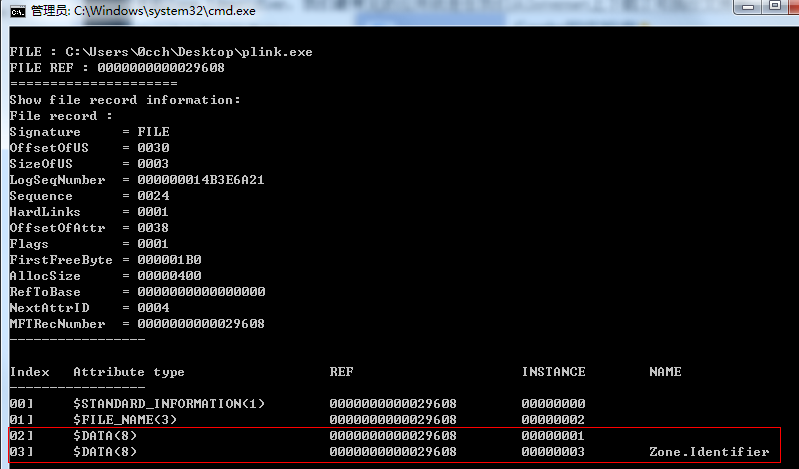 管理员: C:\Windows\system32\cmd.exe
FILE : C:\Users\0cch\Desktop\plink.exe
FILE REF : 0000000000029608
=====================
Show file record information:
File record :
Signature     = FILE
OffsetOfUS    = 0030
SizeOfUS      = 0003
LogSeqNumber  = 000000014B3E6A21
Sequence      = 0024
HardLinks     = 0001
OffsetOfAttr  = 0038
Flags         = 0001
FirstFreeByte = 000001B0
AllocSize     = 00000400
RefToBase     = 0000000000000000
NextAttrID    = 0004
MFTRecNumber  = 0000000000029608
-----------------
Index   Attribute type                  REF                     INSTANCE        NAME
-----------------
00]     $STANDARD_INFORMATION(1)        0000000000029608        00000000
01]     $FILE_NAME(3)                   0000000000029608        00000002
02]     $DATA(8)                        0000000000029608        00000001
03]     $DATA(8)                        0000000000029608        00000003        Zone.Identifier